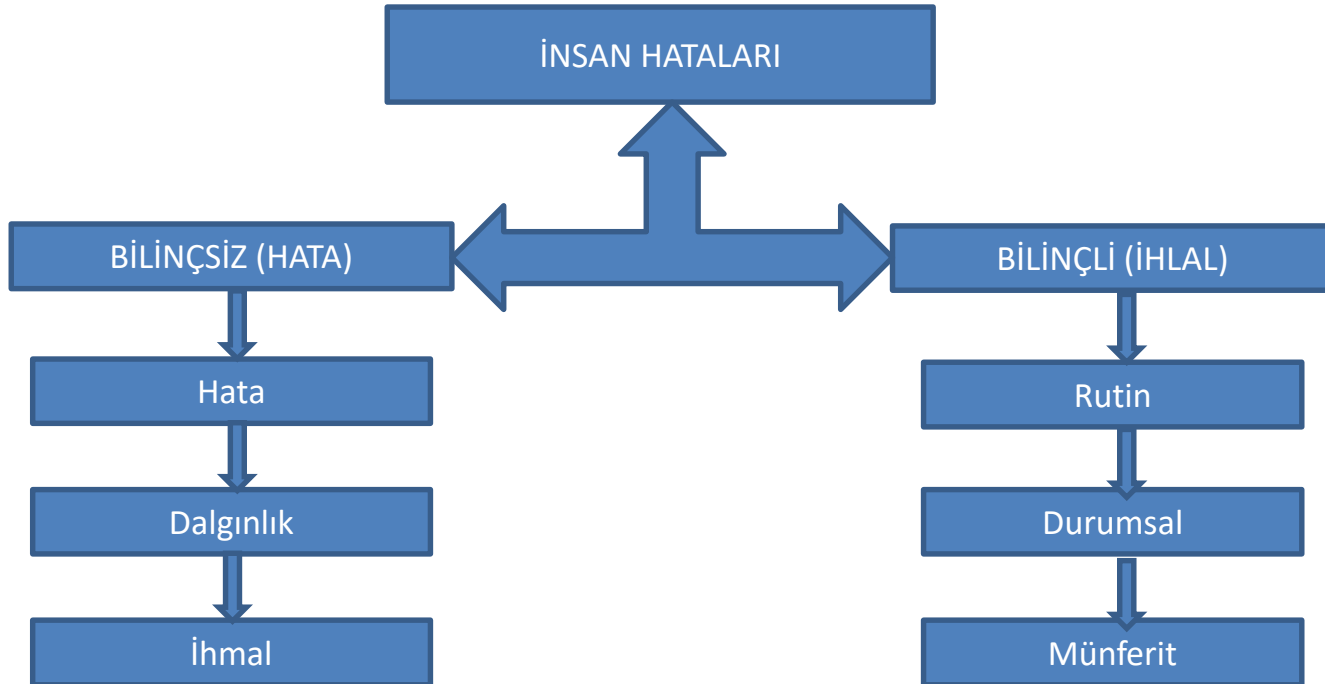 İNSAN HATALARI
BİLİNÇSİZ (HATA)
BİLİNÇLİ (İHLAL)
Hata
Rutin
Dalgınlık
Durumsal
İhmal
Münferit